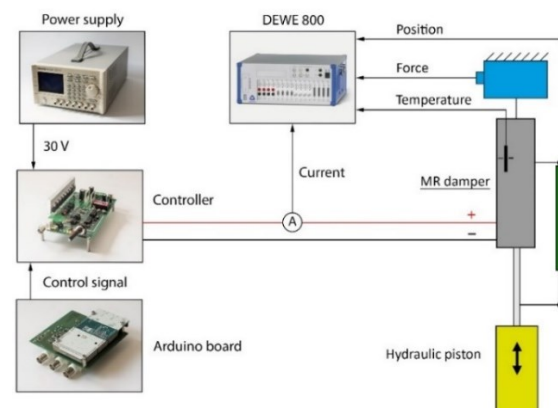 Power supply
DEWE 800
Position
Force
Temperature
30 V
Current
MR damper
Controller
A
+
−
Control signal
Arduino board
Hydraulic piston